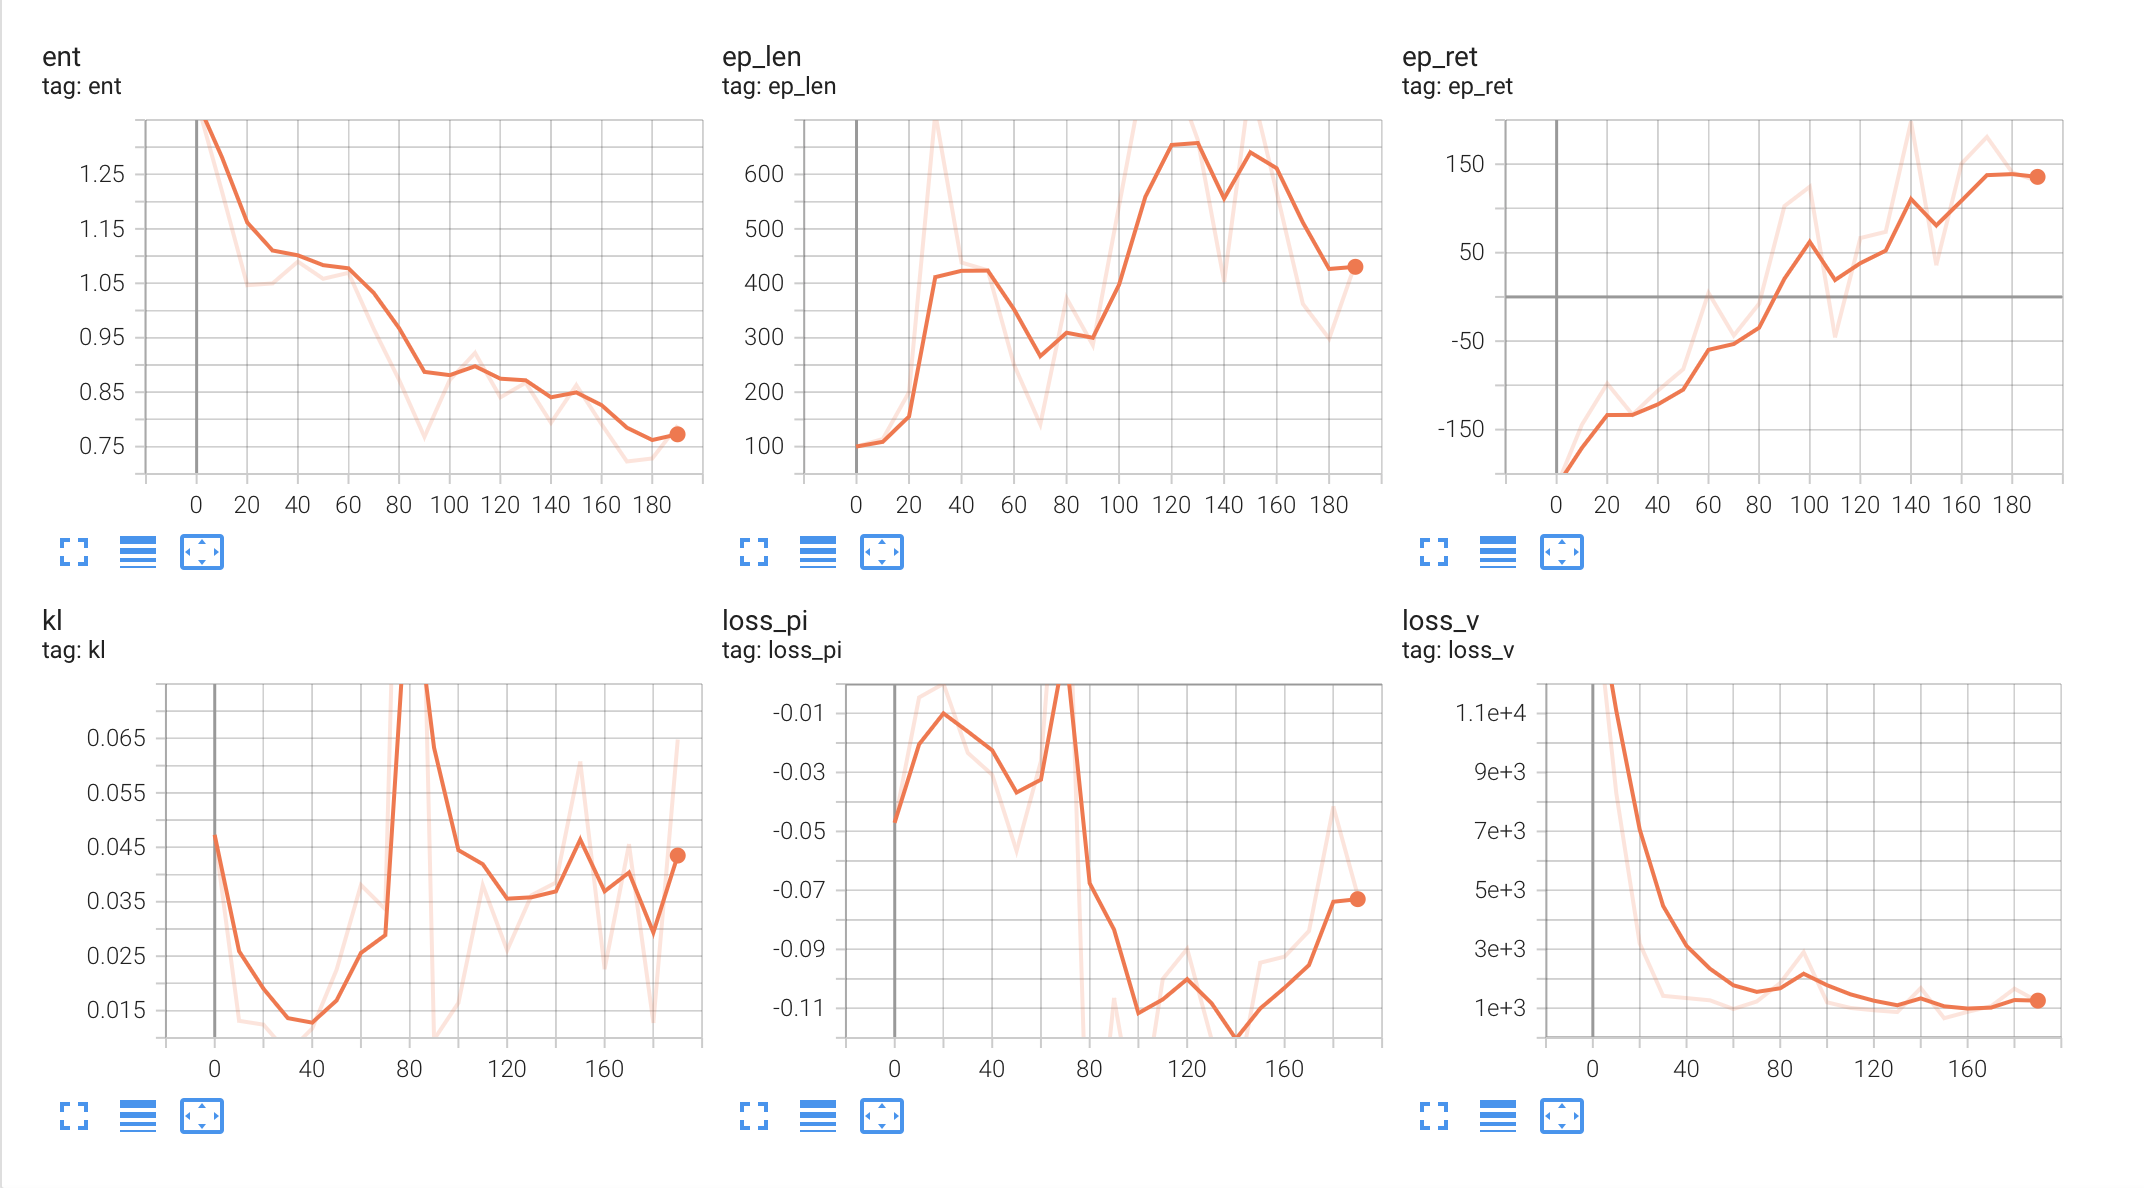 ent
tag: ent
1.25
1.15
1.05
0.95
0.85
0.75
0 20 40 60 80 100 120 140 160 180
ep_len
tag: ep_len
600
500
400
300
200
100
0 20 40 60 80 100 120 140 160 180
ep_ret
tag: ep_ret
150
50
-50
-150
0 20 40 60 80 100 120 140 160 180
kl
tag: kl
0.065
0.055
0.045
0.035
0.025
0.015
0 40 80 120 160
loss_pi
tag: loss_pi
-0.01
-0.03
-0.05
-0.07
-0.09
-0.11
0 40 80 120 160
loss_v
tag: loss_v
1.1e+4
9e+3
7e+3
5e+3
3e+3
1e+3
0 40 80 120 160